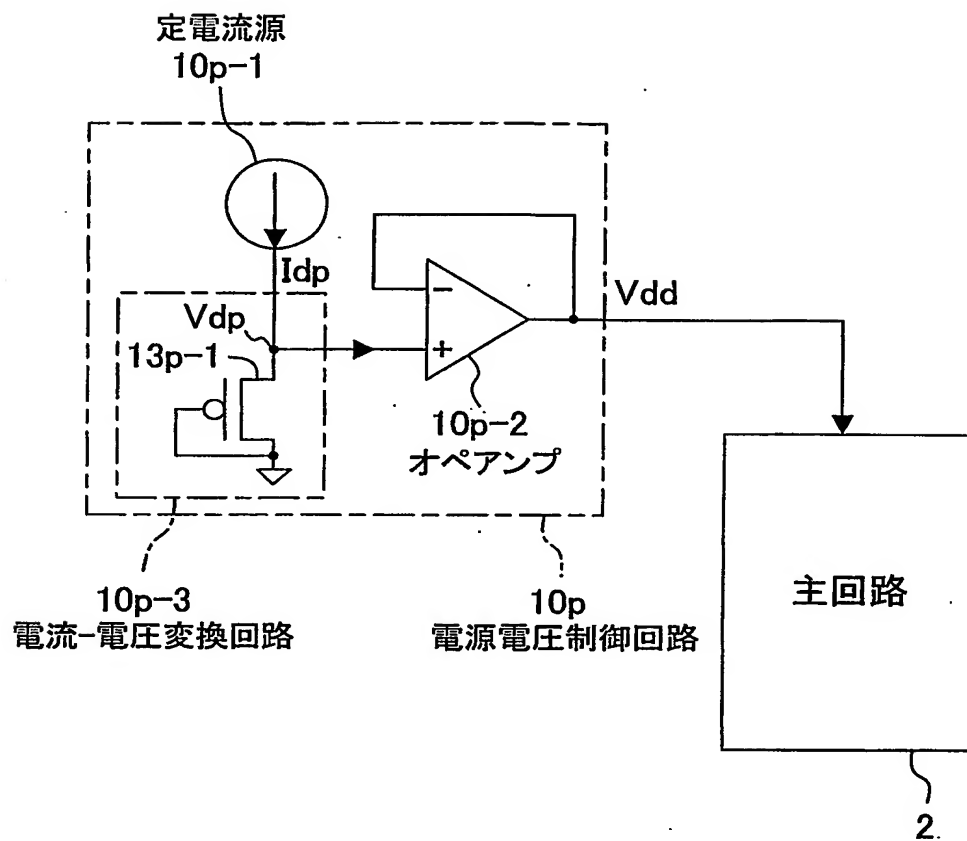 定電流源
10p-1
Idp
Vdp
13p-1
-
+
Vdd
10p-2
オペアンプ
10p-3
電流-電圧変換回路
10p
電源電圧制御回路
主回路
2